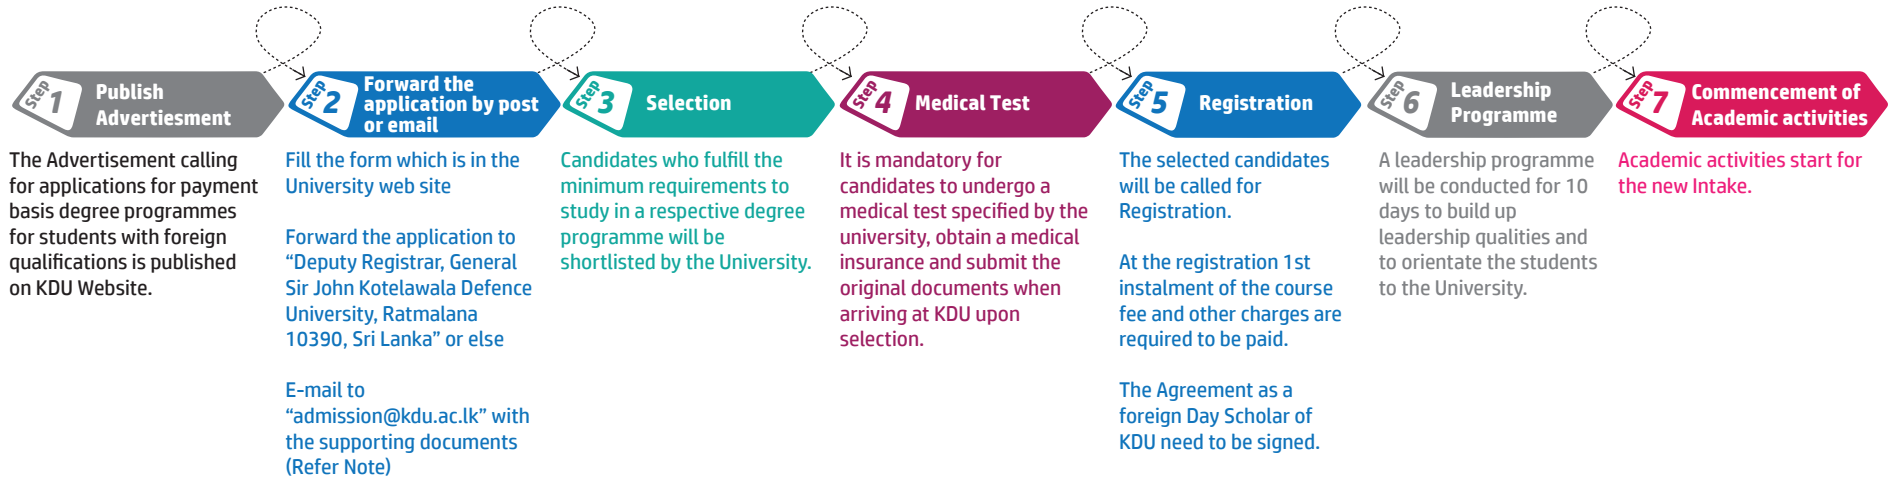 Step 1
Publish
Advertiesment
The Advertisement calling
for applications for payment
basis degree programmes
for students with foreign
qualifications is published
on KDU Website.
Step 2
Forward the
application by post
or email
Fill the form which is in the
University web site
Forward the application to
“Deputy Registrar, General
Sir John Kotelawala Defence
University, Ratmalana
10390, Sri Lanka” or else
E-mail to
“admission@kdu.ac.lk” with
the supporting documents
(Refer Note)
Step 3
Selection
Candidates who fulfill the
minimum requirements to
study in a respective degree
programme will be
shortlisted by the University.
Step 4
Medical Test
It is mandatory for
candidates to undergo a
medical test specified by the
university, obtain a medical
insurance and submit the
original documents when
arriving at KDU upon
selection.
Step 5
Registration
The selected candidates
will be called for
Registration.
At the registration 1st
instalment of the course
fee and other charges are
required to be paid.
The Agreement as a
foreign Day Scholar of
KDU need to be signed.
Step 6
Leadership
Programme
A leadership programme
will be conducted for 10
days to build up
leadership qualities and
to orientate the students
to the University.
Step 7
Commencement of
Academic activities
Academic activities start for
the new Intake.